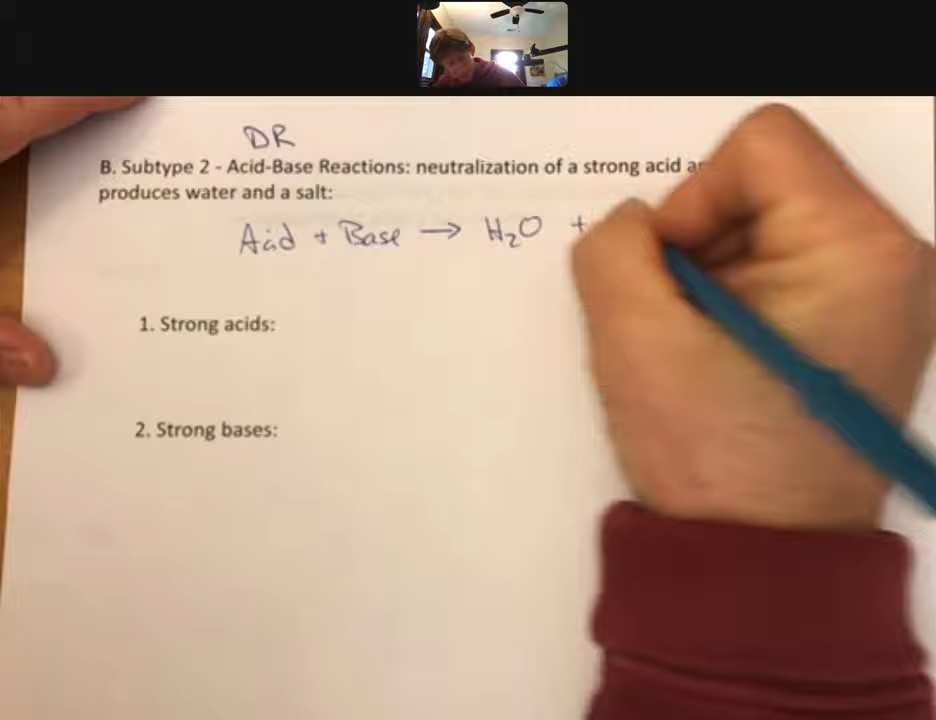 DR
B. Subtype 2 - Acid-Base Reactions: neutralization of a strong acid
produces water and a salt:
Acid + Base → H₂O +
1. Strong acids:
2. Strong bases: